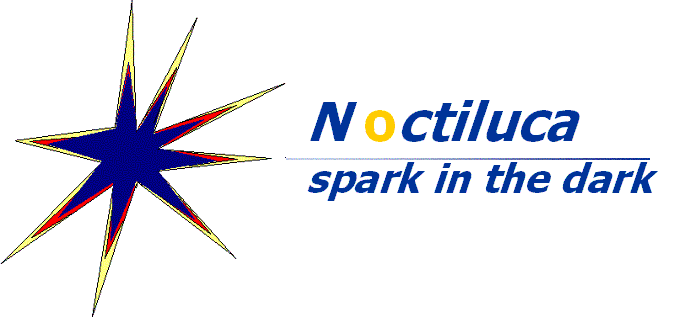 Noctiluca
spark in the dark